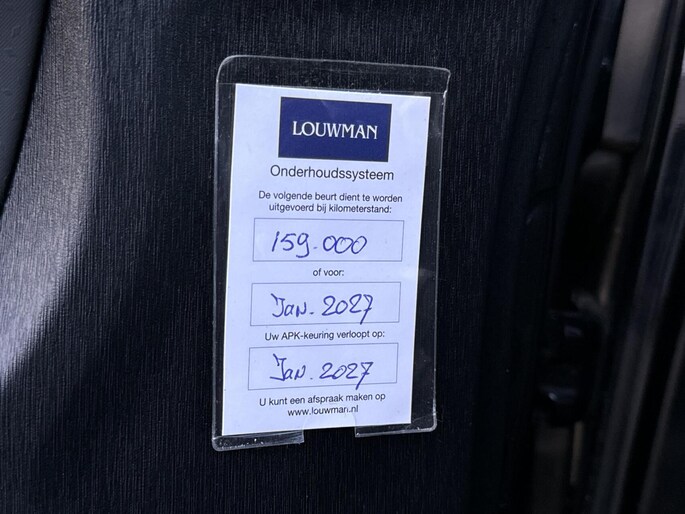 LOUWMAN
Onderhoudssysteem
De volgende beurt dient te worden
uitgevoerd bij kilometerstand:
159.000
of voor:
Jan. 2027
Uw APK-keuring verloopt op:
Jan. 2027
U kunt een afspraak maken op
www.louwman.nl